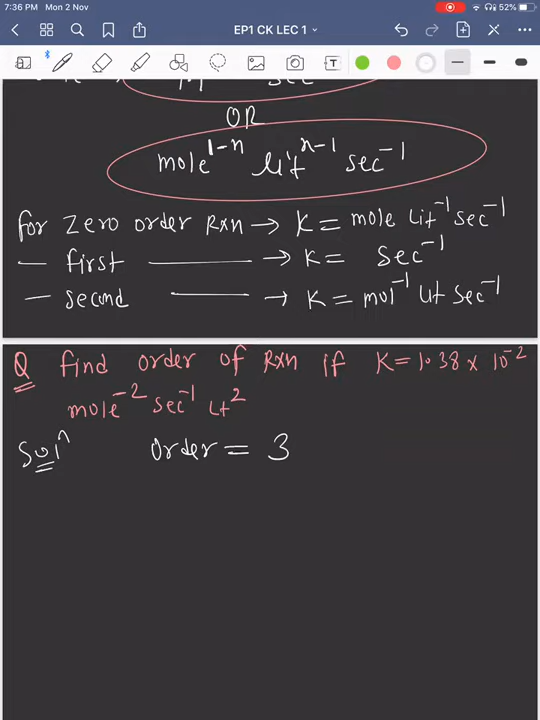 7:36 PM Mon 2 Nov 52%
EP1 CK LEC 1
OR
mole^1-n Lit^n-1 sec^-1
for Zero order Rxn → K = mole Lit^-1 sec^-1
— first ——— → K = sec^-1
— second ——— → K = mol^-1 Lit sec^-1
Q find order of Rxn if K = 1.38 x 10^-2
mole^-2 sec^-1 Lt^2
Sol^n order = 3